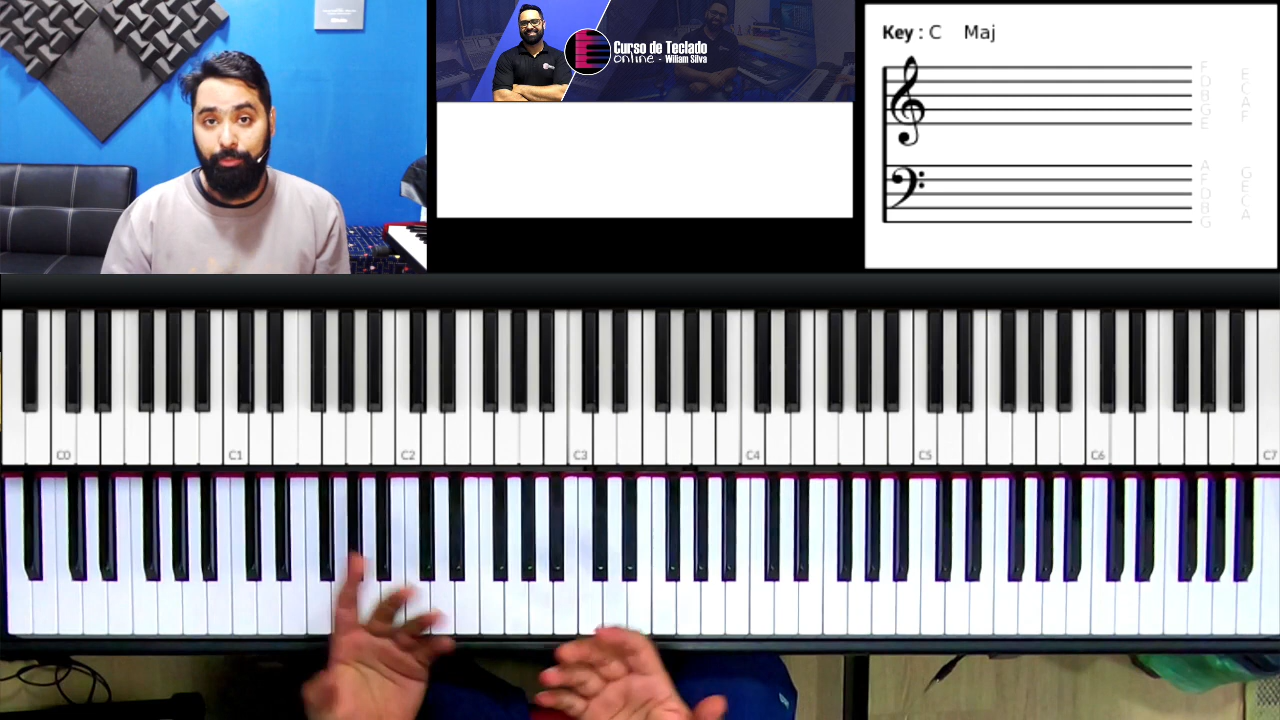 Curso de Teclado
online - Wiliam Silva
Key : C Maj
F
D
B
G
E
E
C
A
F
A
F
D
B
G
G
E
C
A
C0 C1 C2 C3 C4 C5 C6 C7